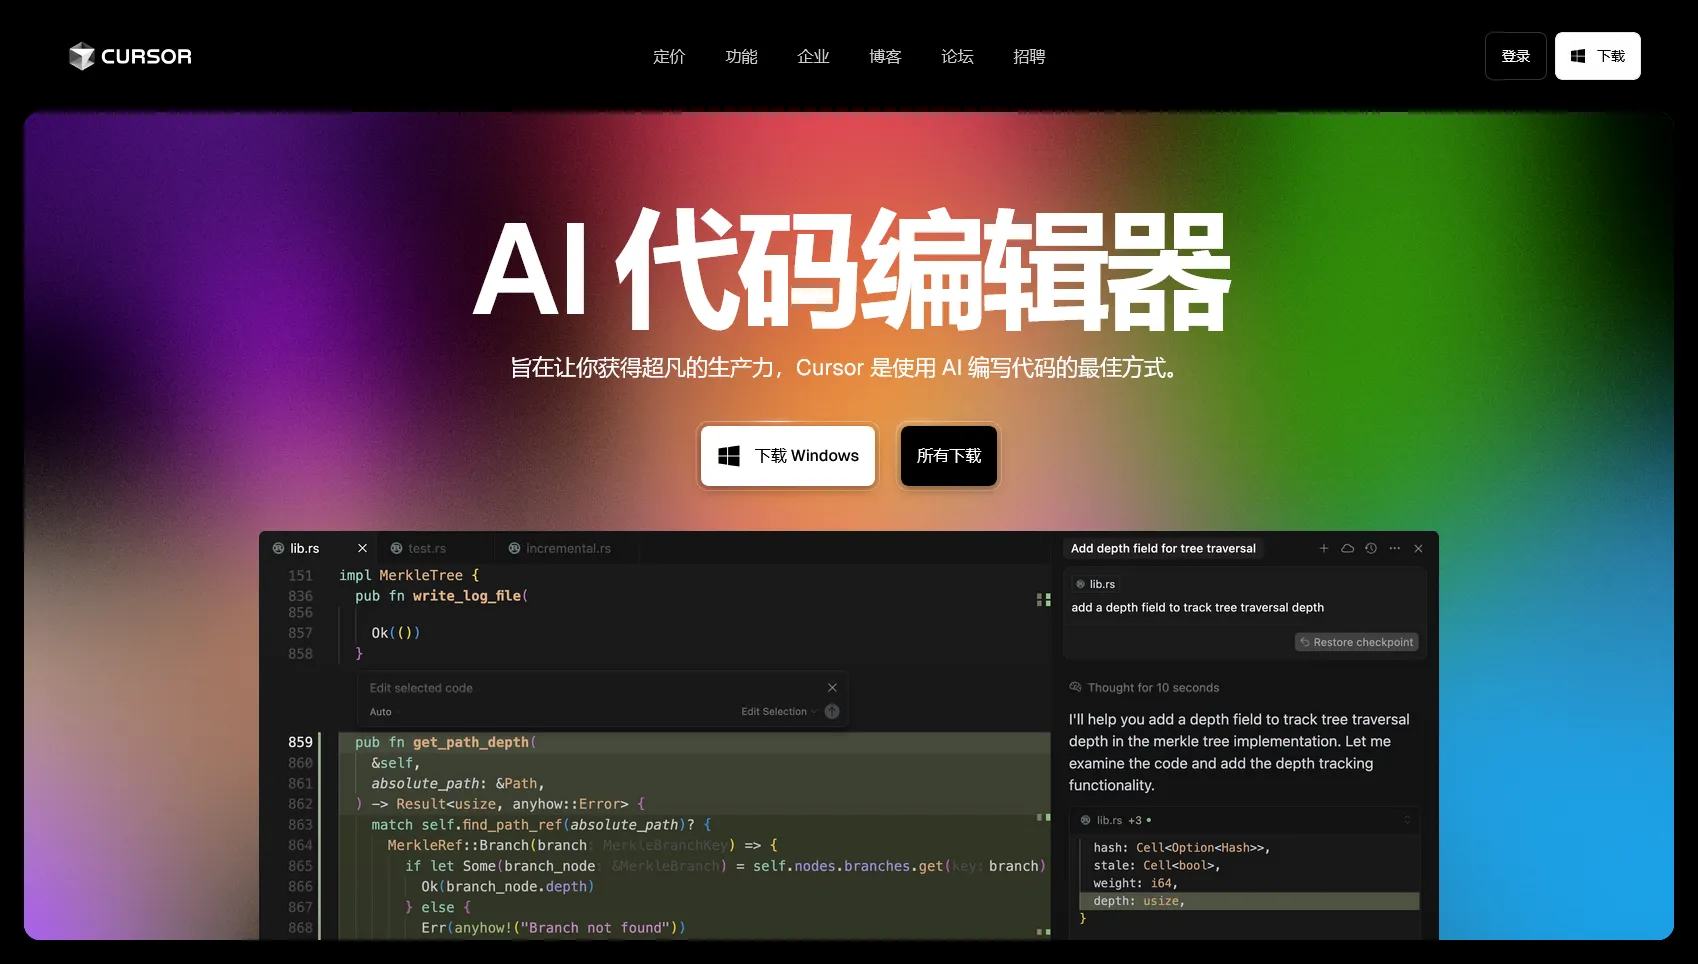 CURSOR
定价
功能
企业
博客
论坛
招聘
登录
下载
AI 代码编辑器
旨在让你获得超凡的生产力，Cursor 是使用 AI 编写代码的最佳方式。
下载 Windows
所有下载
lib.rs
test.rs
incremental.rs
151 impl MerkleTree {
836 pub fn write_log_file(
856
857 Ok(())
858 }
Edit selected code
Auto
Edit Selection
859 pub fn get_path_depth(
860 &self,
861 absolute_path: &Path,
862 ) -> Result<usize, anyhow::Error> {
863 match self.find_path_ref(absolute_path)? {
864 MerkleRef::Branch(branch: MerkleBranchKey) => {
865 if let Some(branch_node: &MerkleBranch) = self.nodes.branches.get(key: branch)
866 Ok(branch_node.depth)
867 } else {
868 Err(anyhow!("Branch not found"))
Add depth field for tree traversal
lib.rs
add a depth field to track tree traversal depth
Restore checkpoint
Thought for 10 seconds
I'll help you add a depth field to track tree traversal
depth in the merkle tree implementation. Let me
examine the code and add the depth tracking
functionality.
lib.rs +3
hash: Cell<Option<Hash>>,
stale: Cell<bool>,
weight: i64,
depth: usize,
}